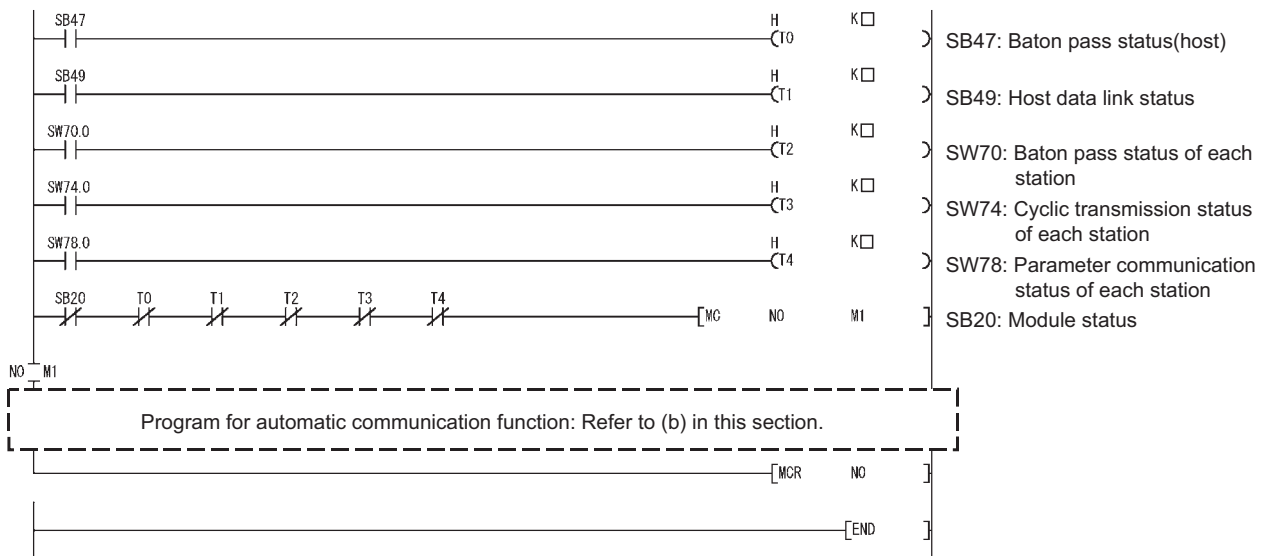 SB47
H K□
T0
SB47: Baton pass status(host)
SB49
H K□
T1
SB49: Host data link status
SW70.0
H K□
T2
SW70: Baton pass status of each
station
SW74.0
H K□
T3
SW74: Cyclic transmission status
of each station
SW78.0
H K□
T4
SW78: Parameter communication
status of each station
SB20 T0 T1 T2 T3 T4
MC N0 M1
SB20: Module status
N0 M1
Program for automatic communication function: Refer to (b) in this section.
MCR N0
END